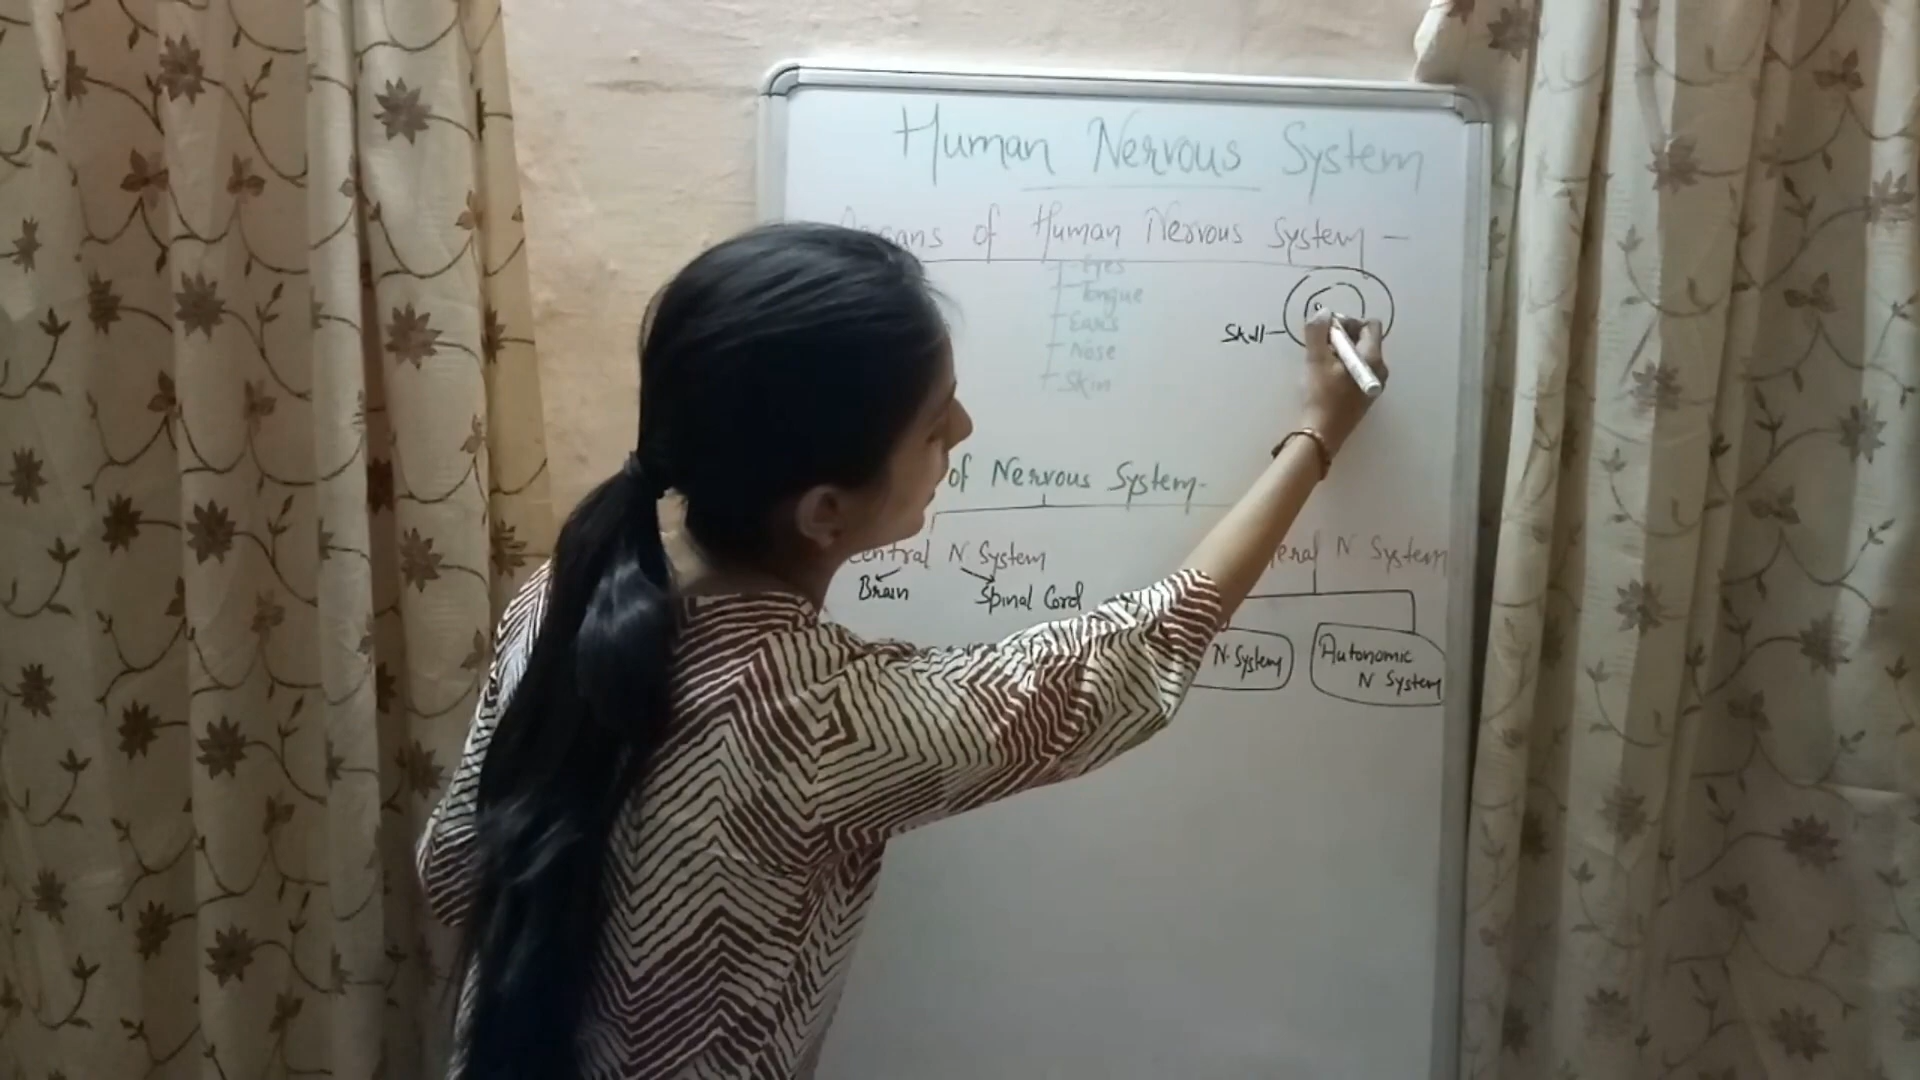 Human Nervous System
Organs of Human Nervous System —
Eyes
Tongue
Ears
Nose
Skin
Skull
of Nervous System-
Central N System
N System
Brain
Spinal Cord
N. System
Autonomic
N System